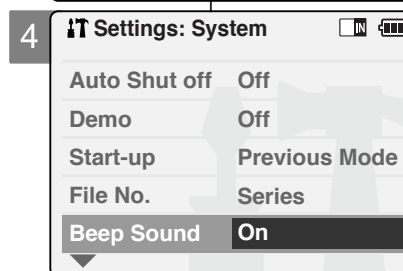 4
Settings: System
IN
Auto Shut off Off
Demo Off
Start-up Previous Mode
File No. Series
Beep Sound On